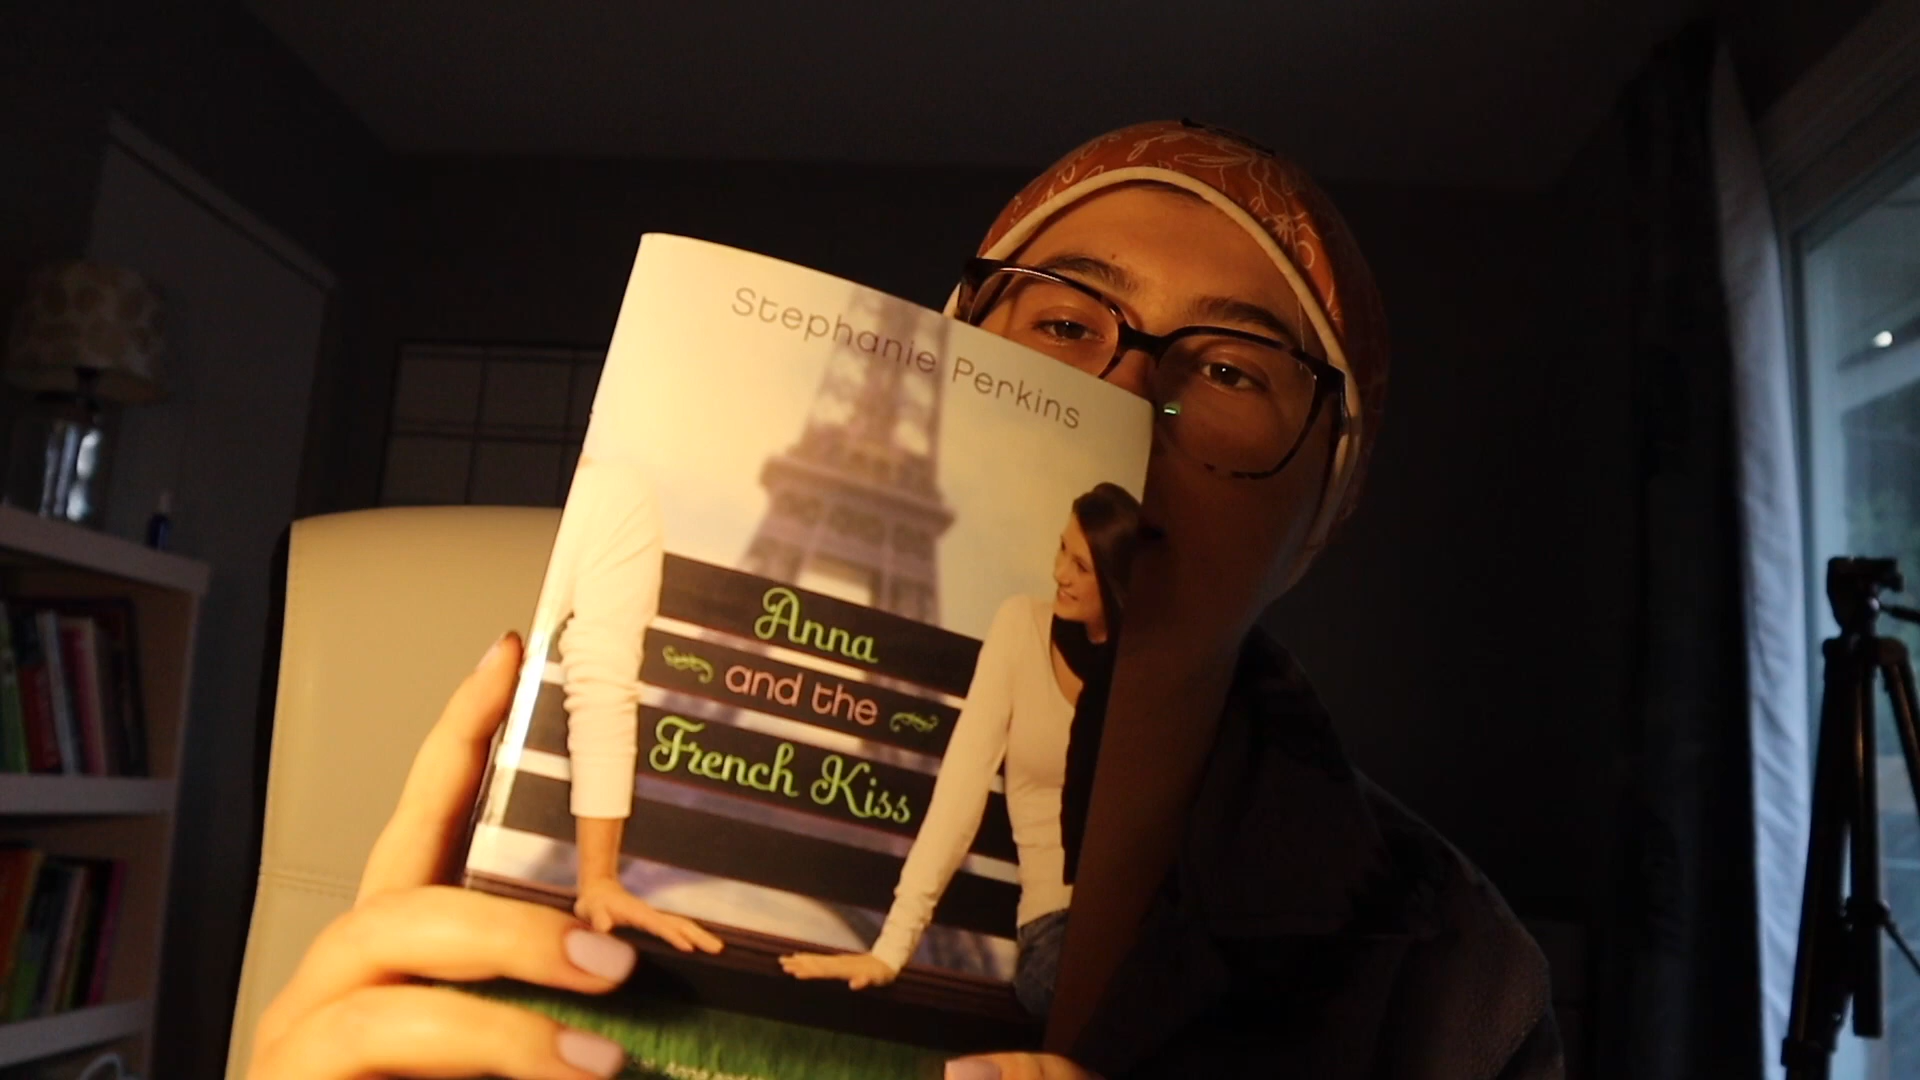 Stephanie Perkins
Anna
and the
French Kiss